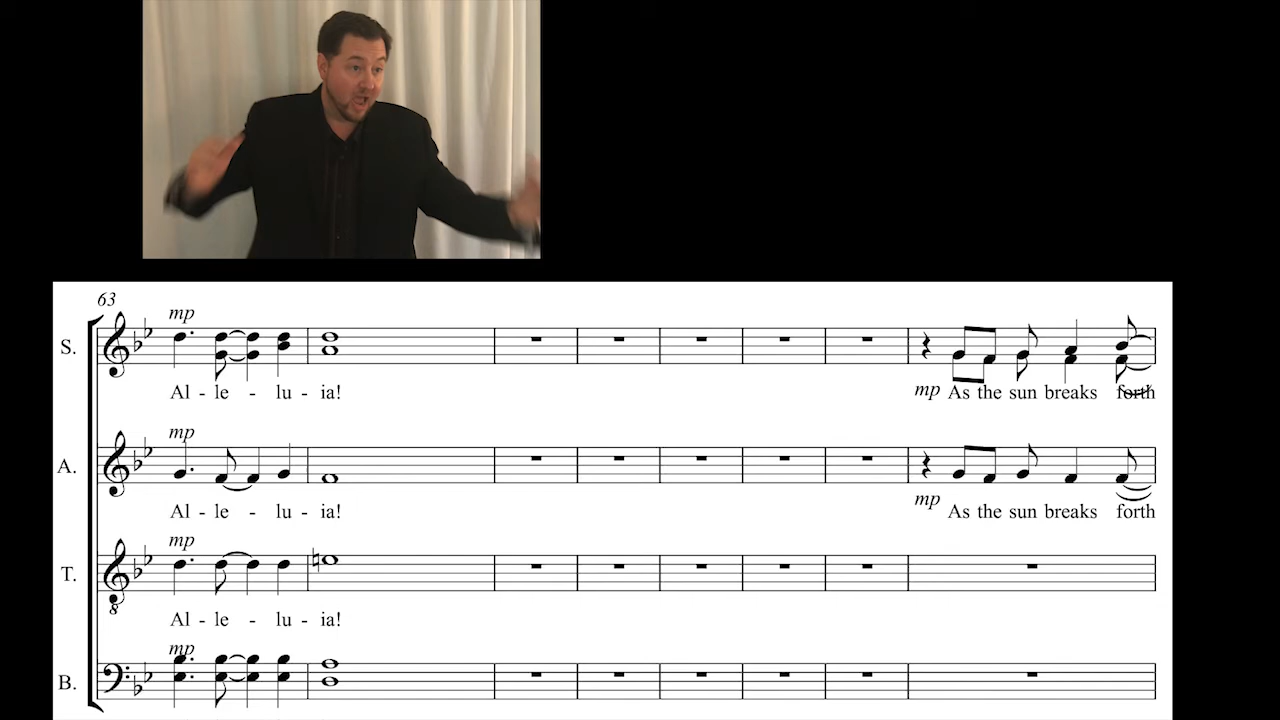 63
mp
S.
Al - le - lu - ia!
mp As the sun breaks forth
mp
A.
Al - le - lu - ia!
mp As the sun breaks forth
mp
T.
8
Al - le - lu - ia!
mp
B.